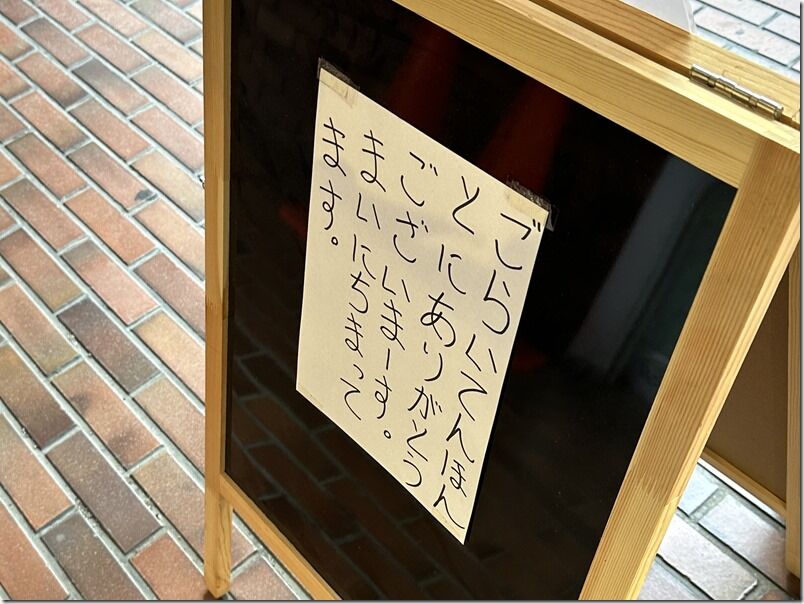 ごらいてんほん
とにありがとう
ございまーす。
まいにちまって
ます。